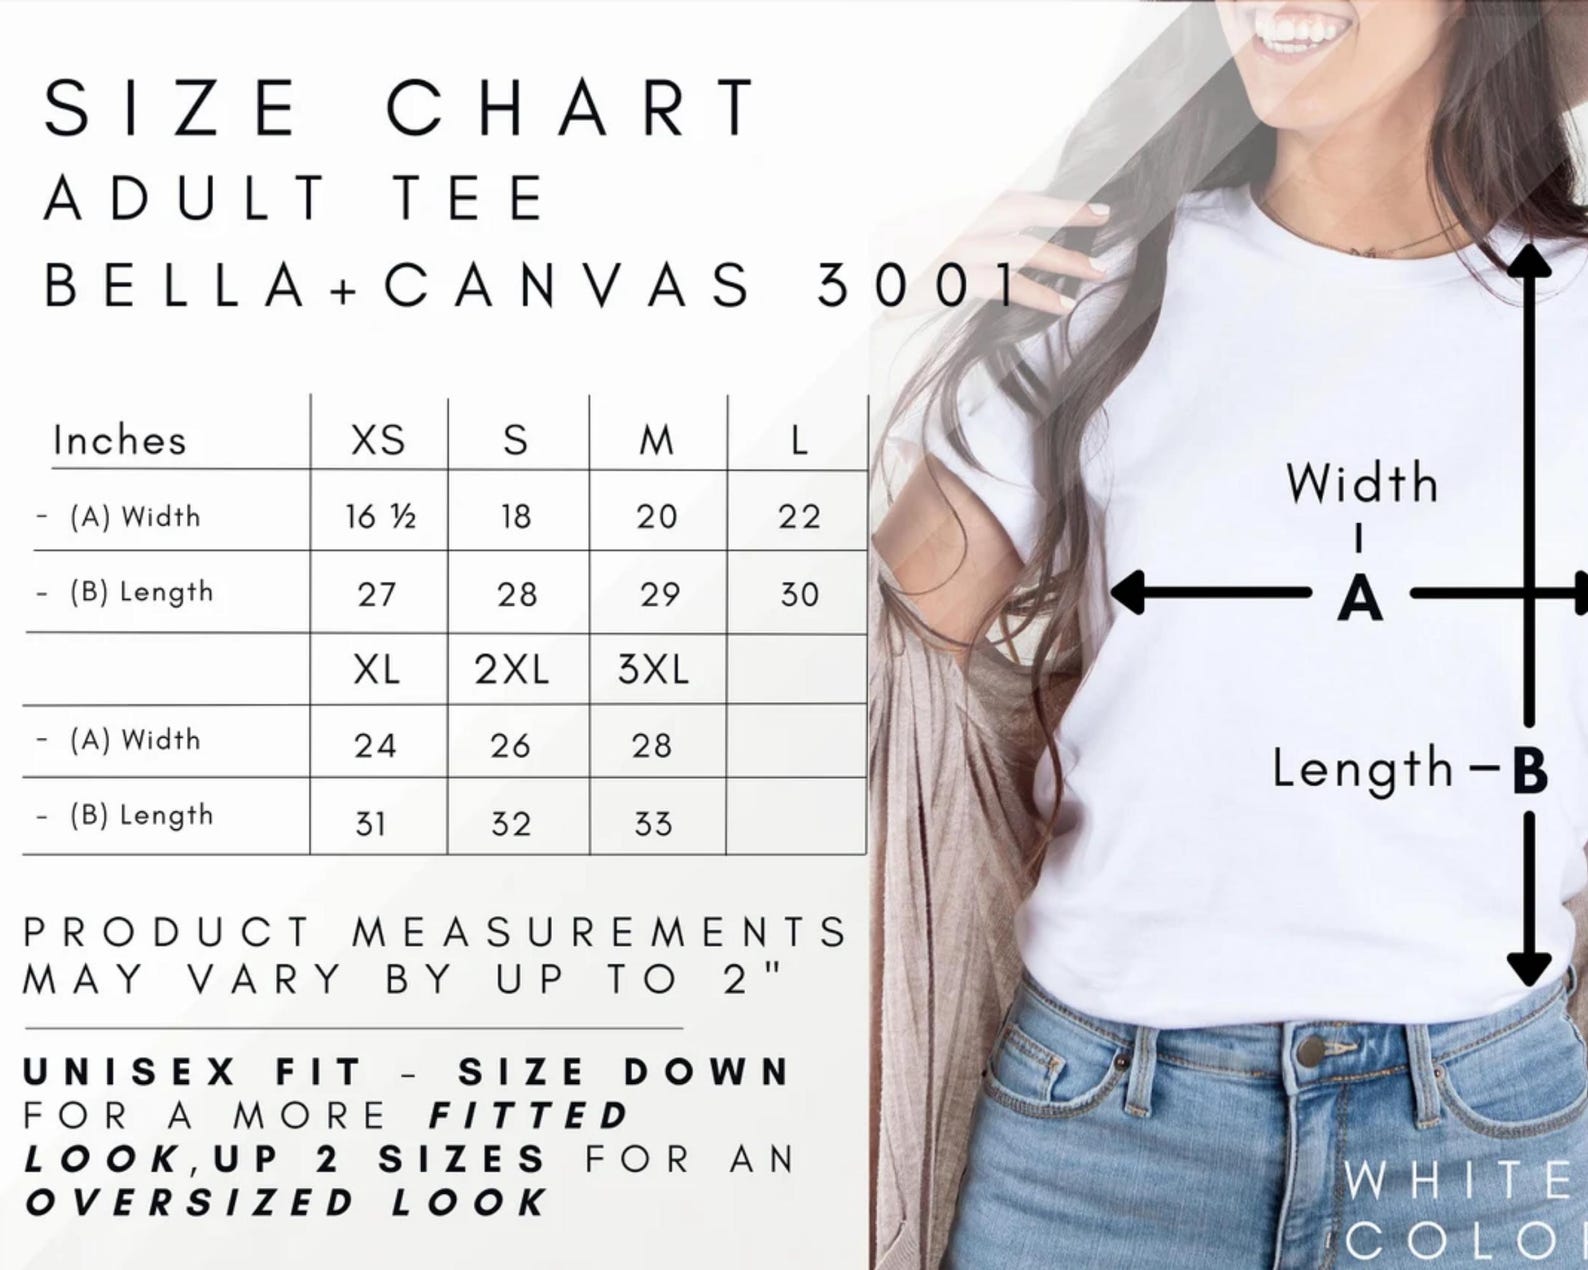 SIZE CHART
ADULT TEE
BELLA+CANVAS 3001
Inches XS S M L
- (A) Width 16 ½ 18 20 22
- (B) Length 27 28 29 30
XL 2XL 3XL
- (A) Width 24 26 28
- (B) Length 31 32 33
PRODUCT MEASUREMENTS
MAY VARY BY UP TO 2"
UNISEX FIT - SIZE DOWN
FOR A MORE FITTED
LOOK,UP 2 SIZES FOR AN
OVERSIZED LOOK
Width
A
Length - B
WHITE
COLO